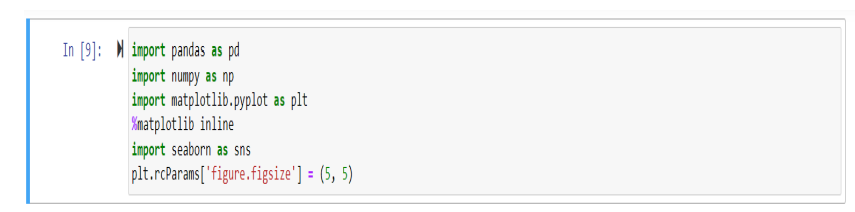 In [9]: import pandas as pd
import numpy as np
import matplotlib.pyplot as plt
%matplotlib inline
import seaborn as sns
plt.rcParams['figure.figsize'] = (5, 5)